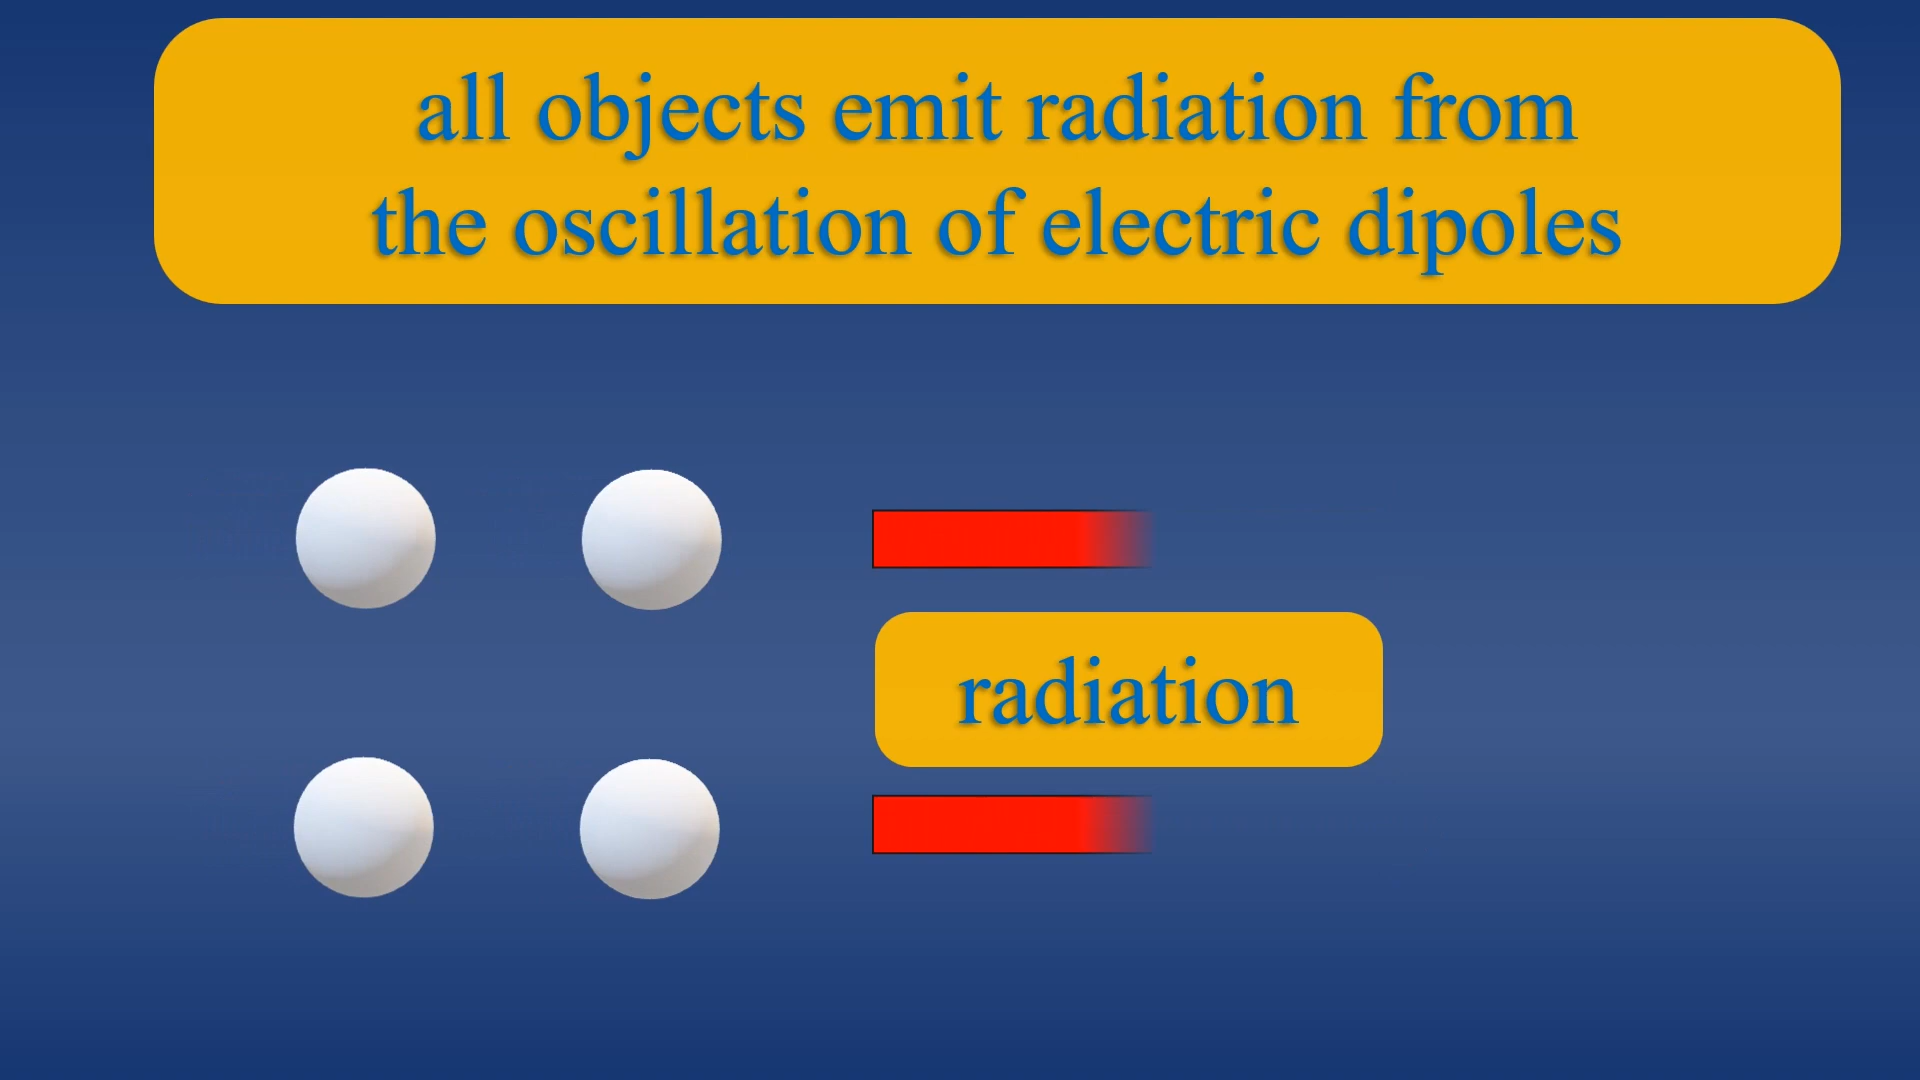 all objects emit radiation from
the oscillation of electric dipoles
radiation